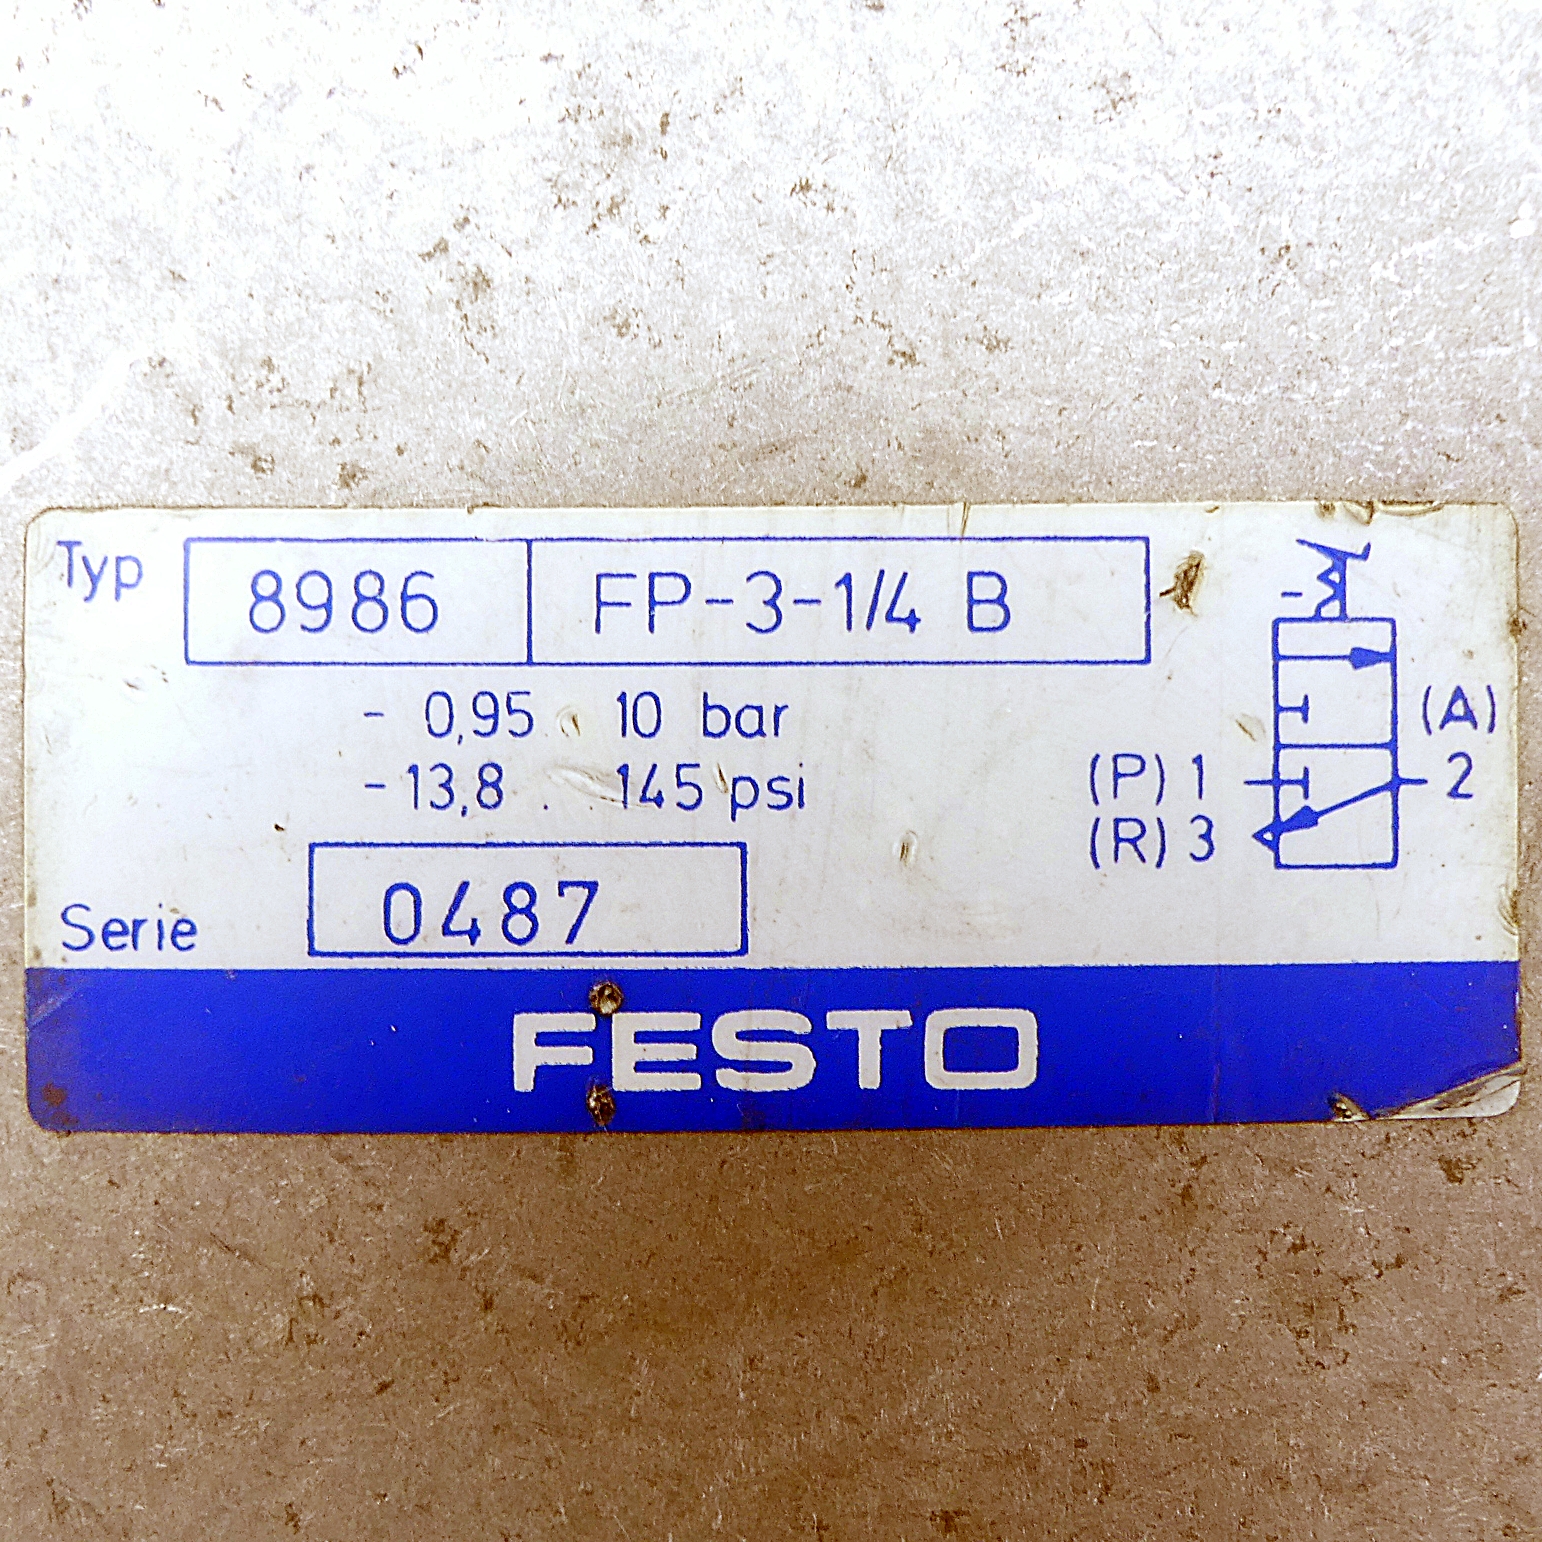 Typ 8986 FP-3-1/4 B
- 0,95 .. 10 bar
- 13,8 ... 145 psi
(A)
(P) 1 2
(R) 3
Serie 0487
FESTO